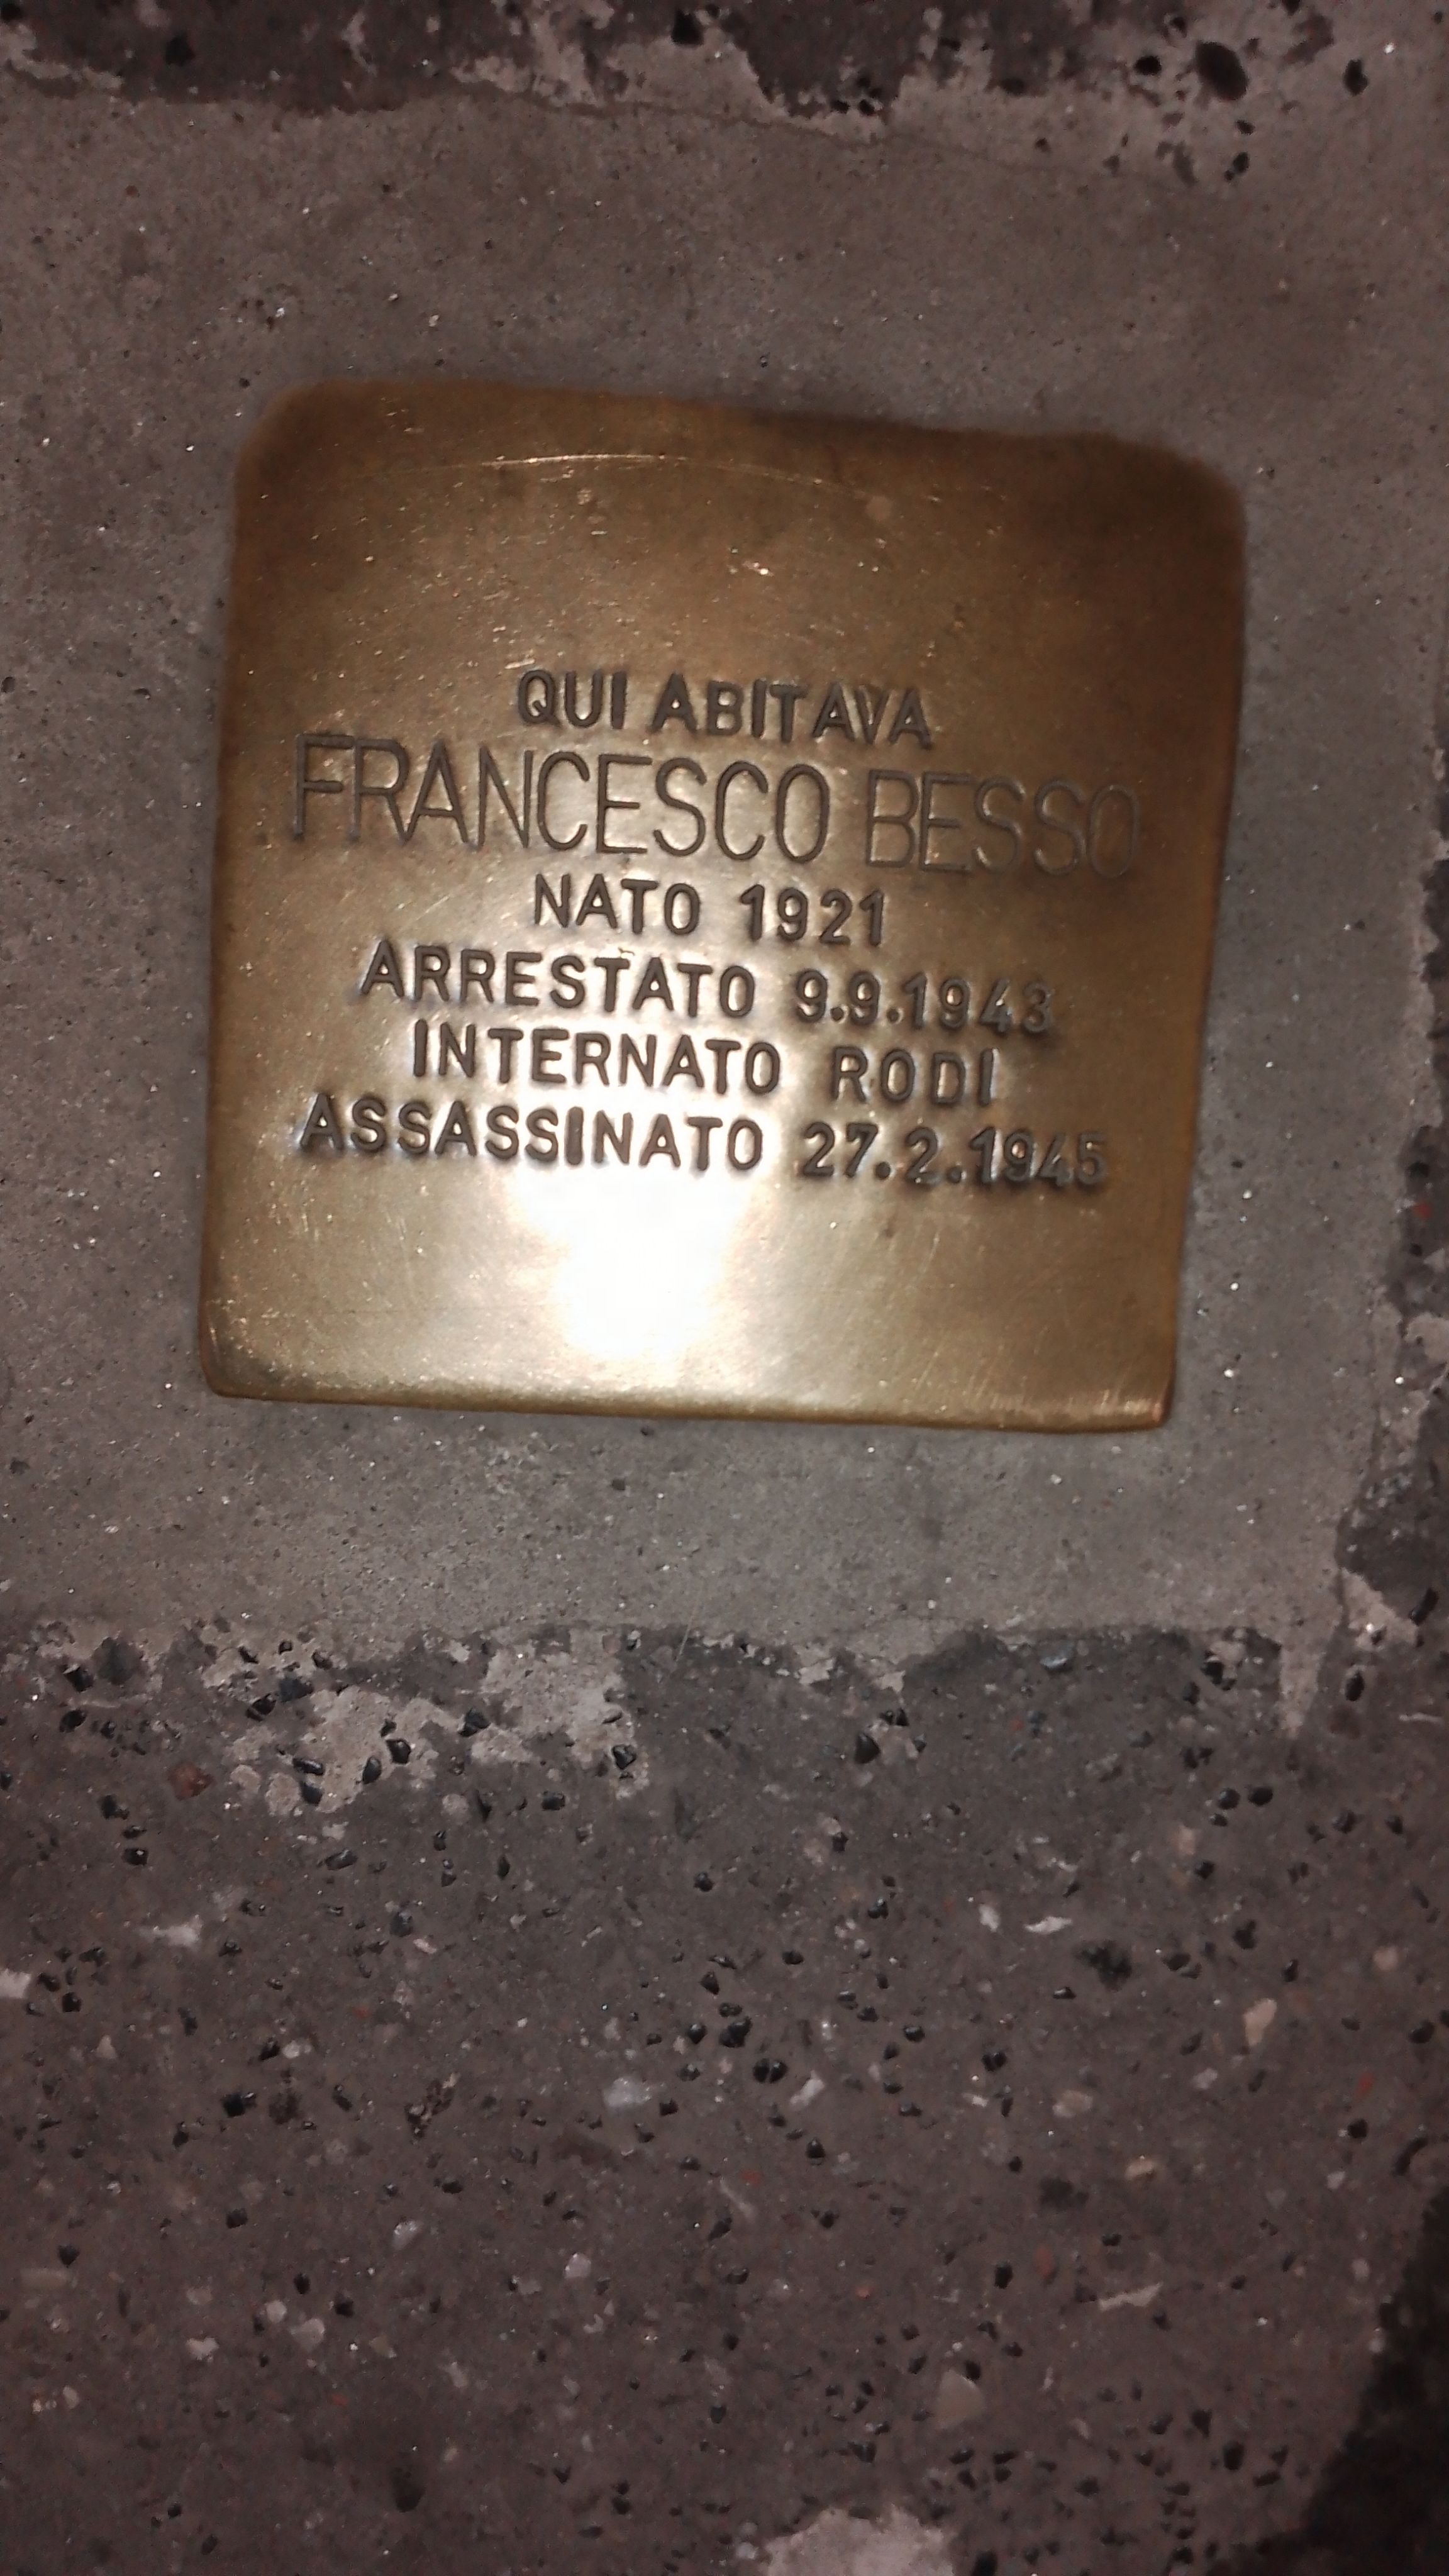 QUI ABITAVA
FRANCESCO BESSO
NATO 1921
ARRESTATO 9.9.1943
INTERNATO RODI
ASSASSINATO 27.2.1945